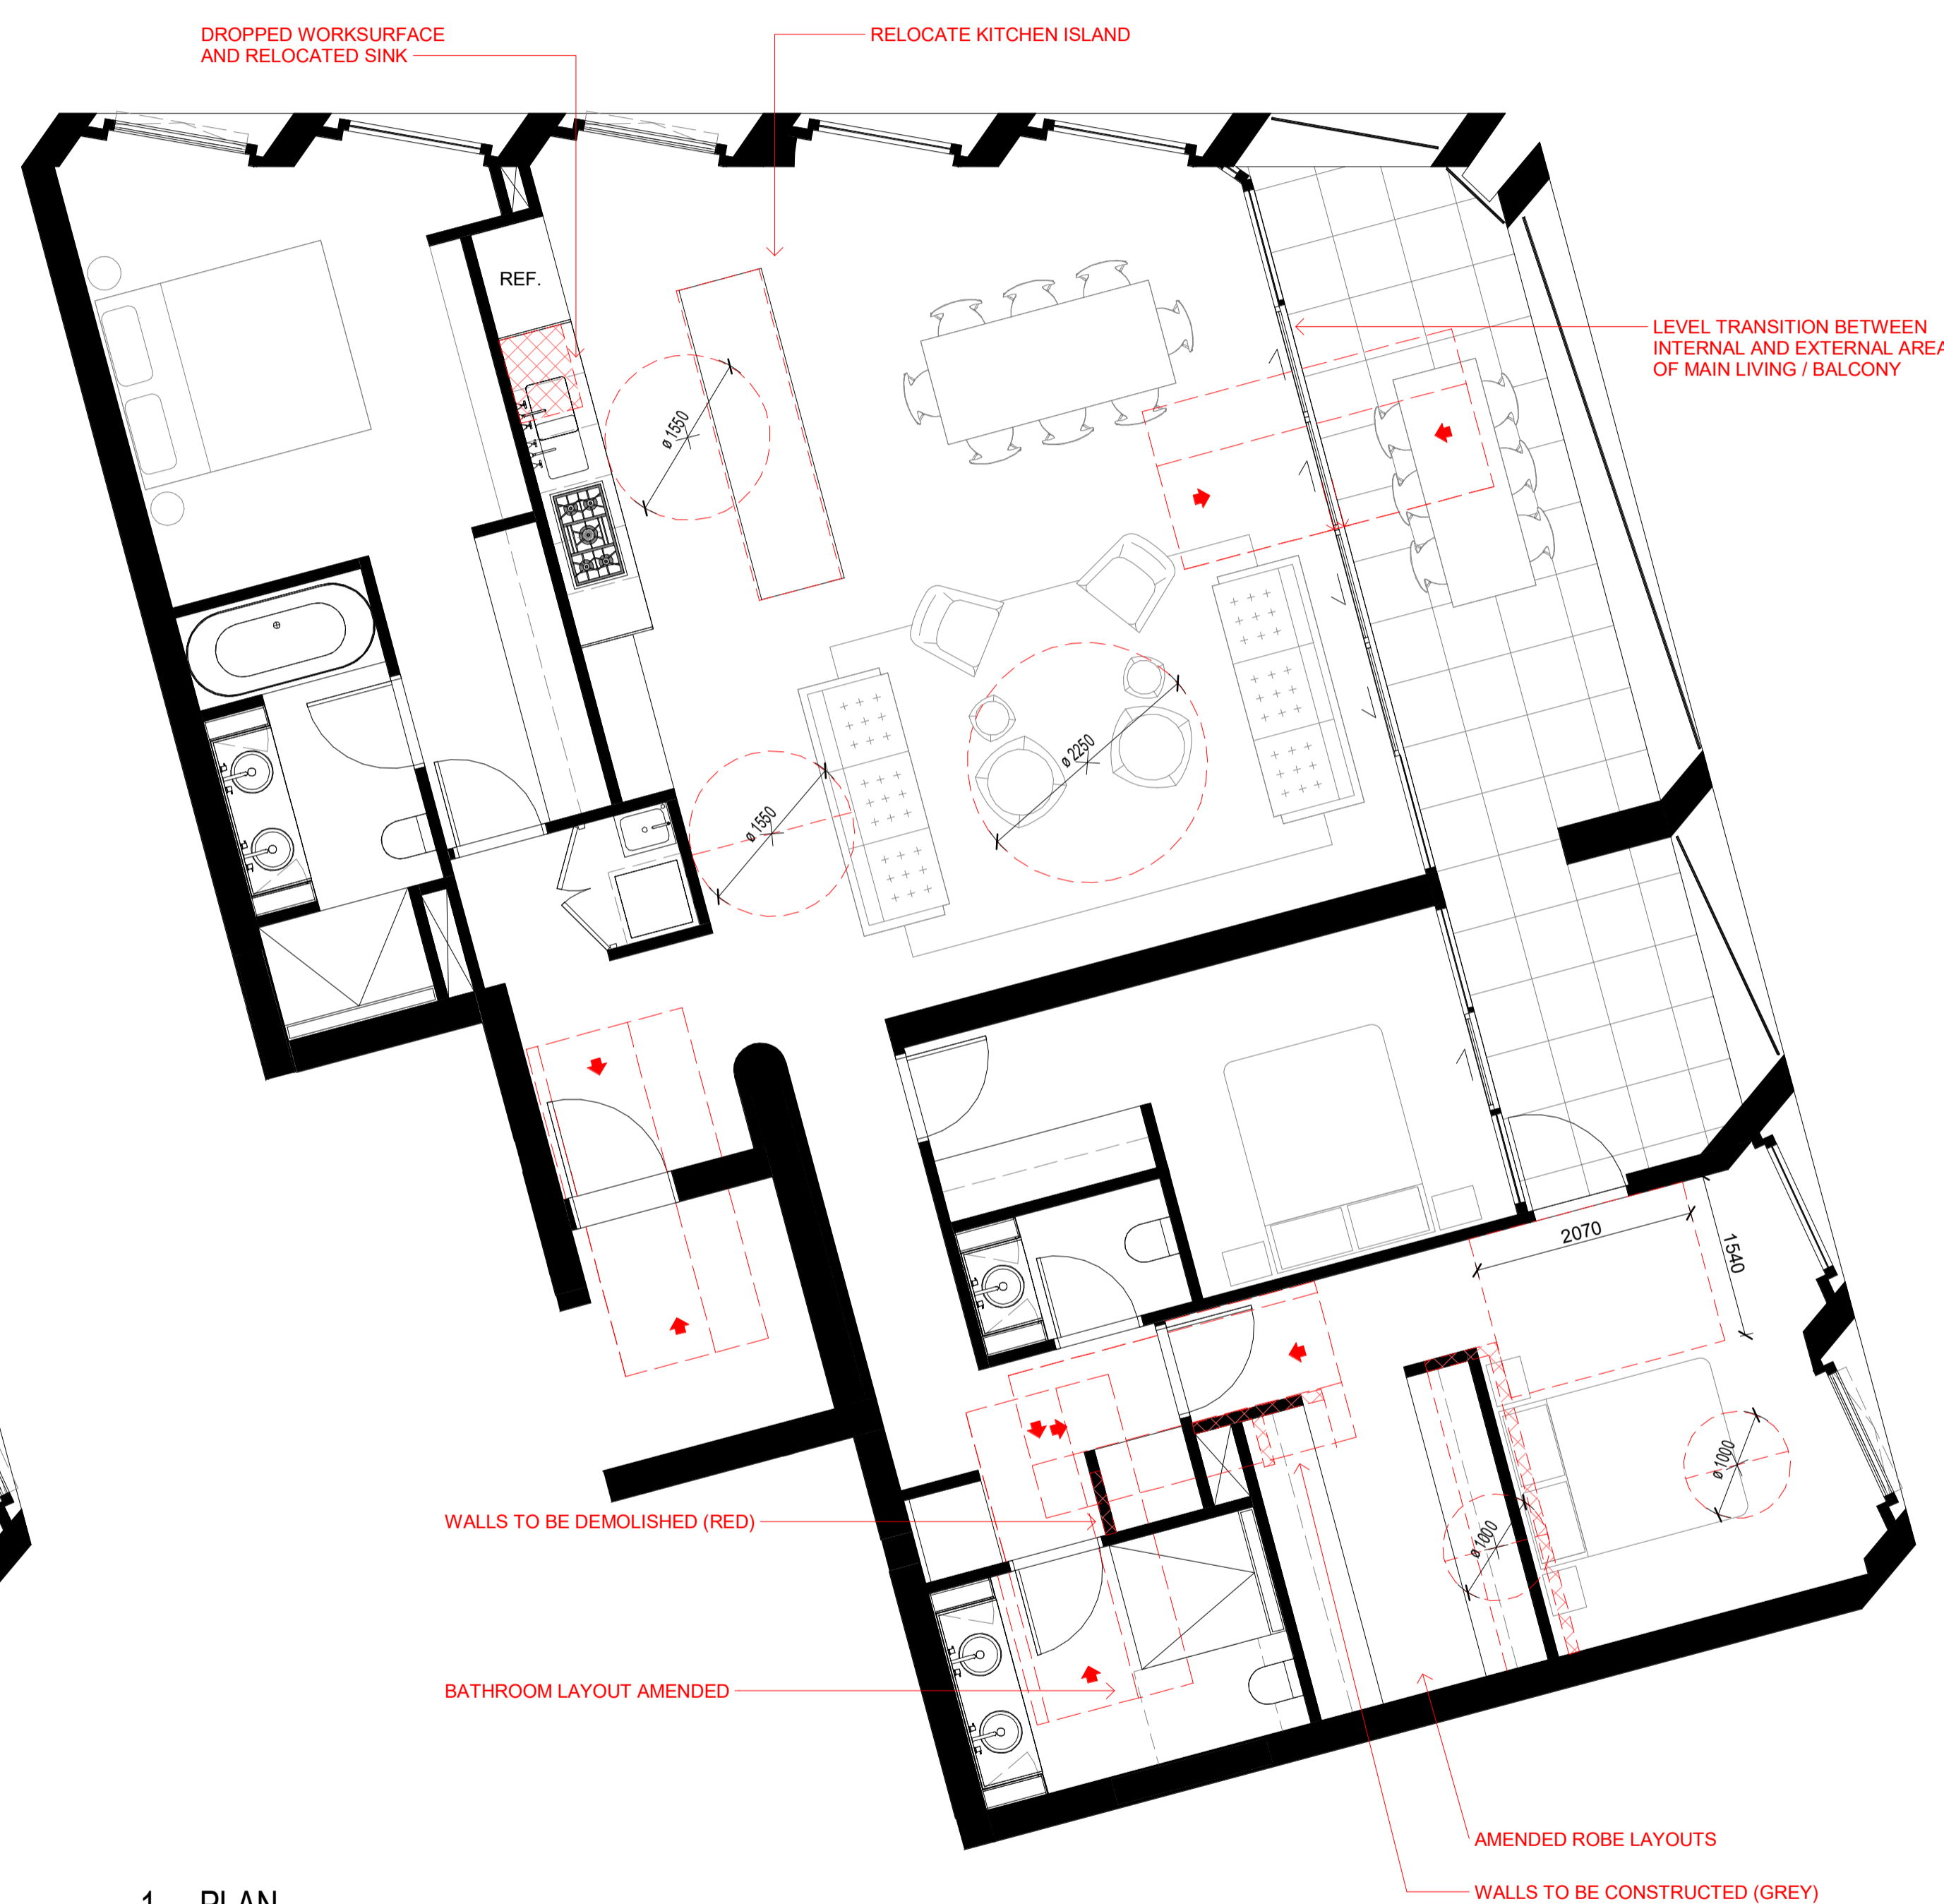 DROPPED WORKSURFACE
AND RELOCATED SINK
RELOCATE KITCHEN ISLAND
REF.
LEVEL TRANSITION BETWEEN
INTERNAL AND EXTERNAL AREA
OF MAIN LIVING / BALCONY
ø 1550
ø 2250
ø 1550
2070
1540
ø 1000
ø 1000
WALLS TO BE DEMOLISHED (RED)
BATHROOM LAYOUT AMENDED
AMENDED ROBE LAYOUTS
WALLS TO BE CONSTRUCTED (GREY)
1 PLAN